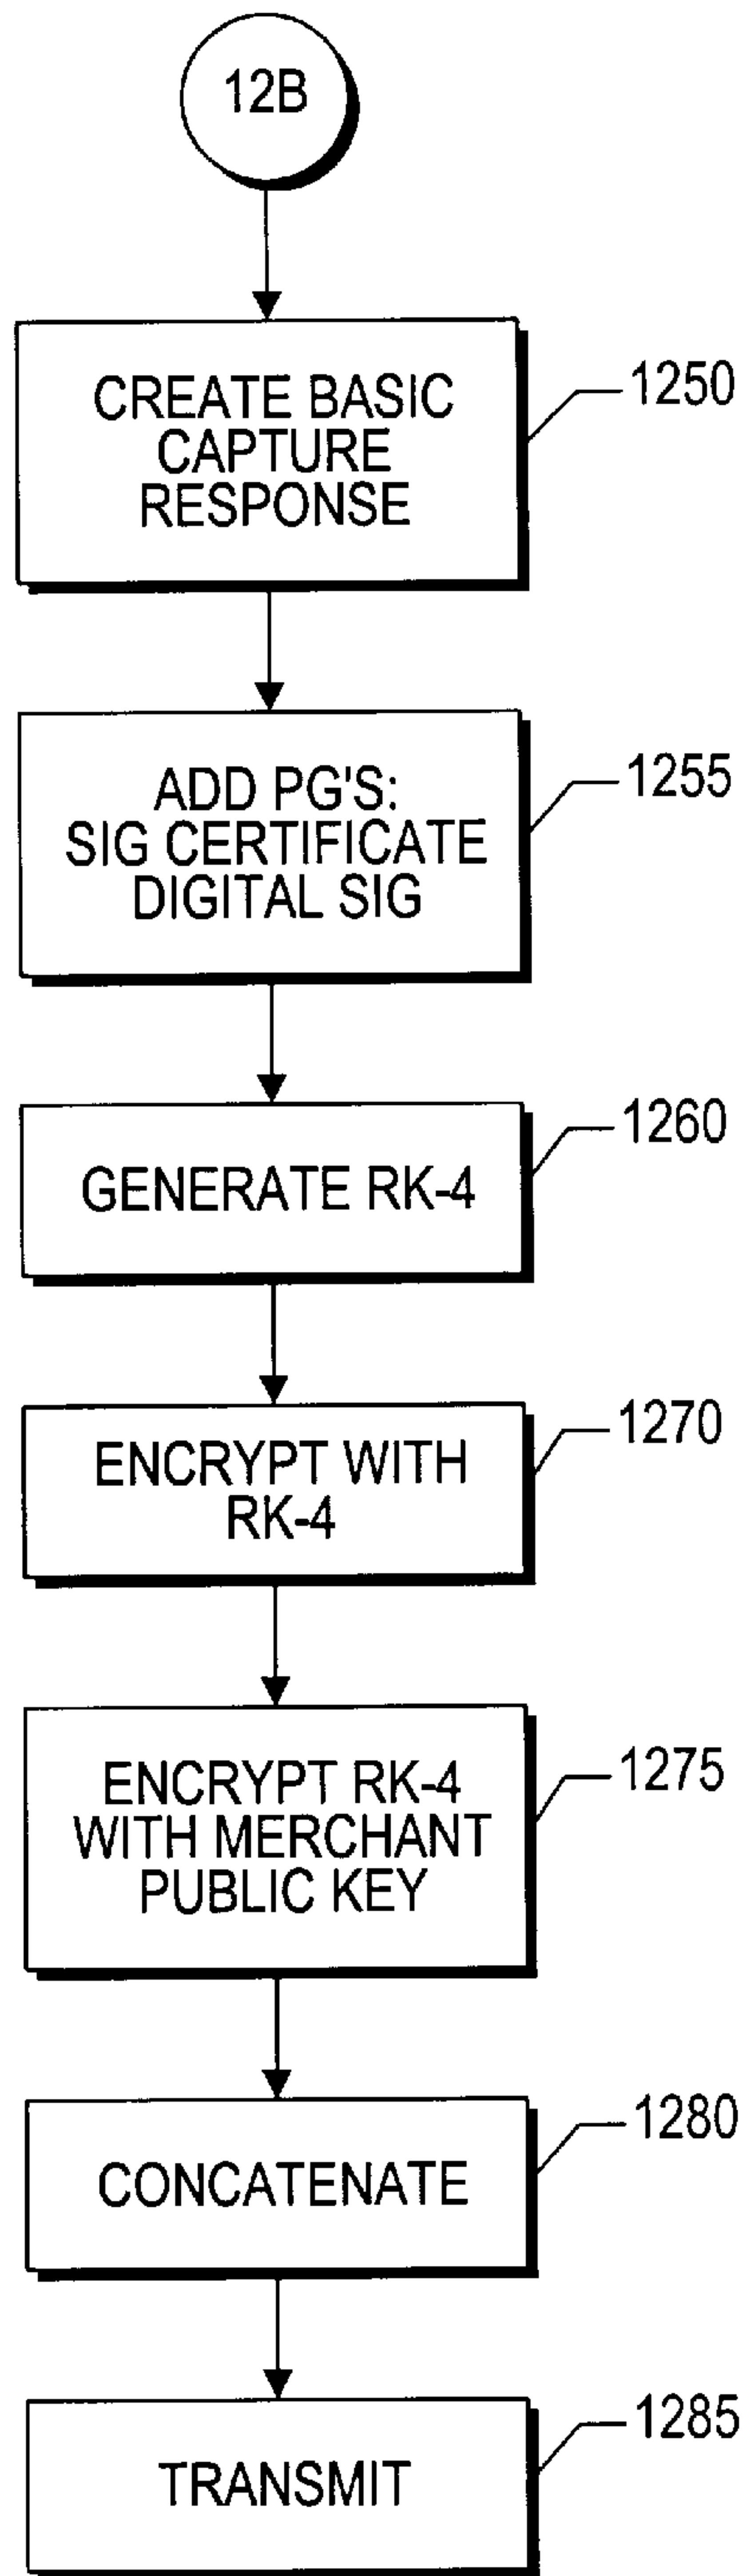 12B
CREATE BASIC
CAPTURE
RESPONSE
1250
ADD PG'S:
SIG CERTIFICATE
DIGITAL SIG
1255
GENERATE RK-4
1260
ENCRYPT WITH
RK-4
1270
ENCRYPT RK-4
WITH MERCHANT
PUBLIC KEY
1275
CONCATENATE
1280
TRANSMIT
1285